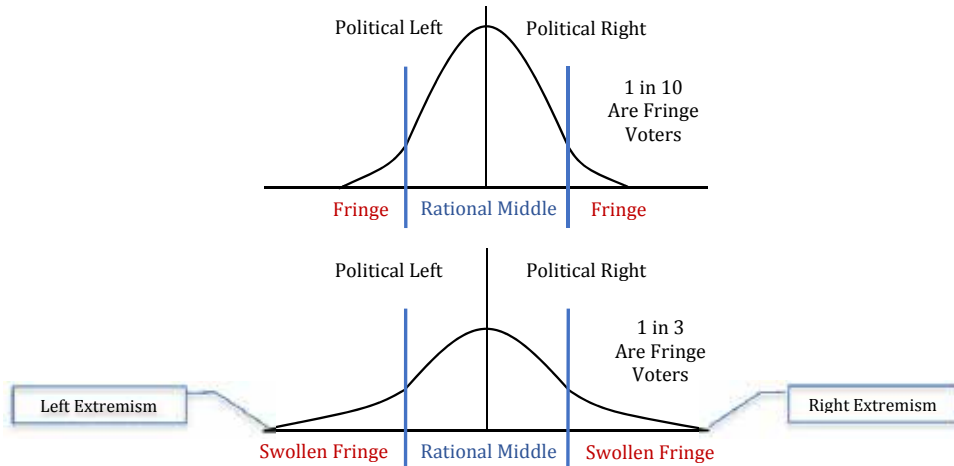 Political Left
Political Right
1 in 10
Are Fringe
Voters
Fringe
Rational Middle
Fringe
Political Left
Political Right
1 in 3
Are Fringe
Voters
Left Extremism
Right Extremism
Swollen Fringe
Rational Middle
Swollen Fringe